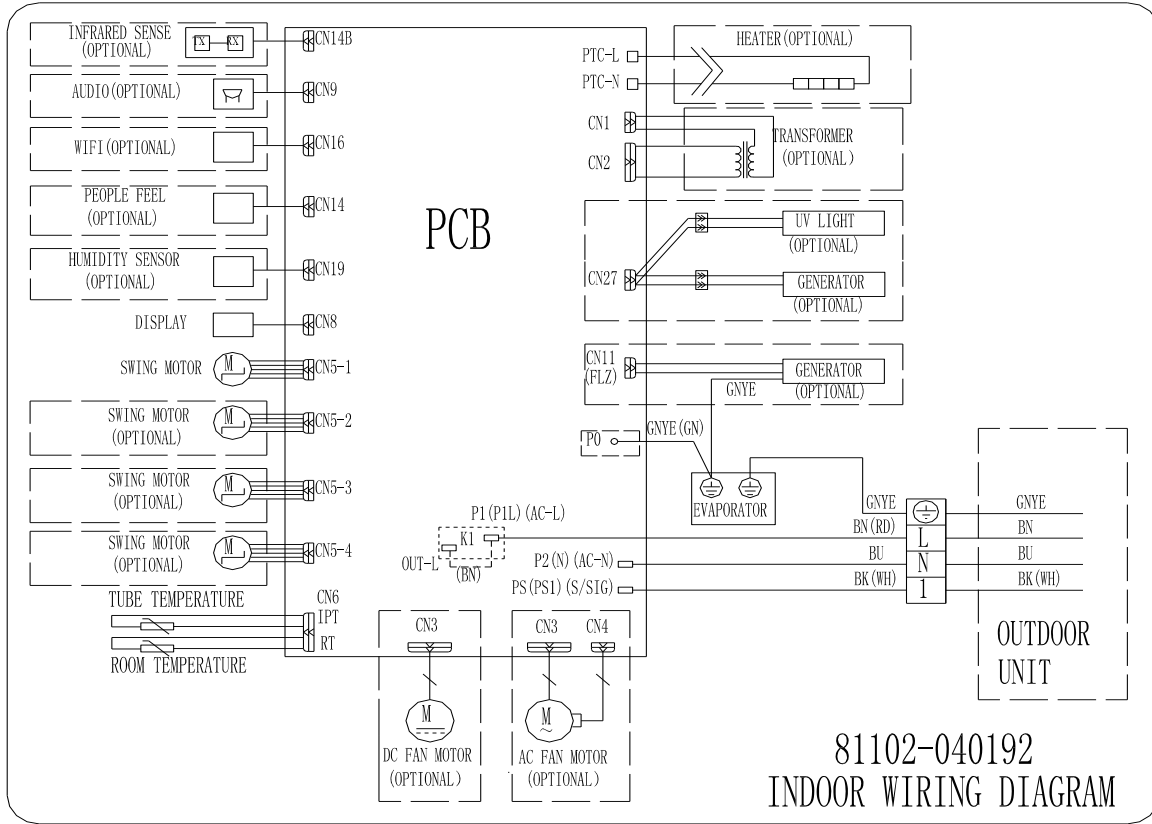 INFRARED SENSE
(OPTIONAL)
TX RX
CN14B
AUDIO(OPTIONAL)
CN9
WIFI(OPTIONAL)
CN16
PEOPLE FEEL
(OPTIONAL)
CN14
HUMIDITY SENSOR
(OPTIONAL)
CN19
DISPLAY
CN8
SWING MOTOR
M
CN5-1
SWING MOTOR
(OPTIONAL)
M
CN5-2
SWING MOTOR
(OPTIONAL)
M
CN5-3
SWING MOTOR
(OPTIONAL)
M
CN5-4
TUBE TEMPERATURE
CN6
IPT
RT
ROOM TEMPERATURE
PCB
PTC-L
PTC-N
HEATER(OPTIONAL)
CN1
CN2
TRANSFORMER
(OPTIONAL)
CN27
UV LIGHT
(OPTIONAL)
GENERATOR
(OPTIONAL)
CN11
(FLZ)
GENERATOR
(OPTIONAL)
GNYE
P0
GNYE(GN)
EVAPORATOR
P1(P1L)(AC-L)
K1
OUT-L
(BN)
P2(N)(AC-N)
PS(PS1)(S/SIG)
GNYE
BN(RD)
BU
BK(WH)
L
N
1
GNYE
BN
BU
BK(WH)
OUTDOOR
UNIT
CN3
M
DC FAN MOTOR
(OPTIONAL)
CN3 CN4
M
~
AC FAN MOTOR
(OPTIONAL)
81102-040192
INDOOR WIRING DIAGRAM